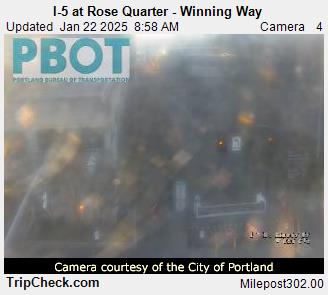 I-5 at Rose Quarter - Winning Way
Updated Jan 22 2025 8:58 AM Camera 4
PBOT
PORTLAND BUREAU OF TRANSPORTATION
Camera courtesy of the City of Portland
TripCheck.com Milepost302.00